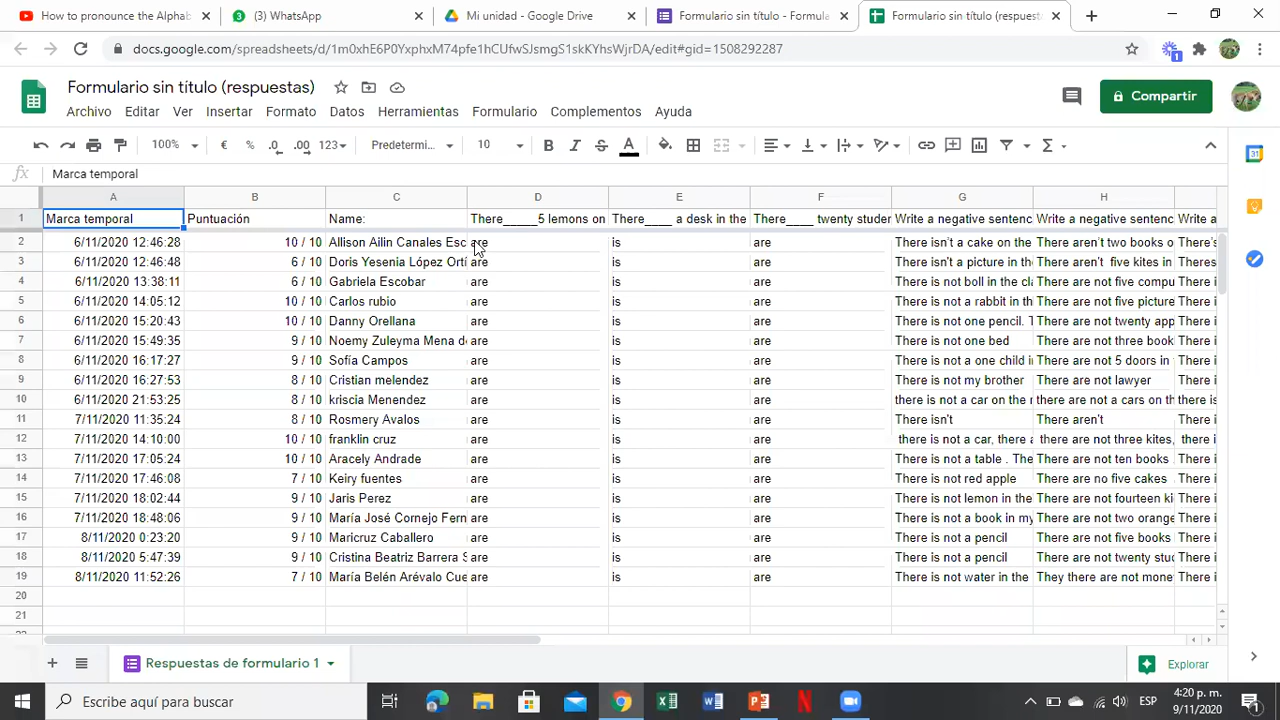 How to pronounce the Alphab
(3) WhatsApp
Mi unidad - Google Drive
Formulario sin título - Formula
Formulario sin título (respuest
docs.google.com/spreadsheets/d/1m0xhE6P0YxphxM74pfe1hCUfwSJsmgS1skKYhsWjrDA/edit#gid=1508292287
1
Formulario sin título (respuestas)
Archivo Editar Ver Insertar Formato Datos Herramientas Formulario Complementos Ayuda
Compartir
100% € % .0 .00 123 Predetermi... 10 B I S A Σ
fx Marca temporal
A B C D E F G H
1 Marca temporal Puntuación Name: There_____5 lemons on There____ a desk in the There____ twenty studen Write a negative sentenc Write a negative sentenc Write a
2 6/11/2020 12:46:28 10 / 10 Allison Ailin Canales Esc are is are There isn't a cake on the There aren't two books o There's
3 6/11/2020 12:46:48 6 / 10 Doris Yesenia López Orti are is are There isn't a picture in th There aren't five kites in Theres
4 6/11/2020 13:38:11 6 / 10 Gabriela Escobar are is are There is not boll in the cla There are not five compu There i
5 6/11/2020 14:05:12 10 / 10 Carlos rubio are is are There is not a rabbit in th There are not five picture There i
6 6/11/2020 15:20:43 10 / 10 Danny Orellana are is are There is not one pencil. T There are not twenty app There i
7 6/11/2020 15:49:35 9 / 10 Noemy Zuleyma Mena de are is are There is not one bed There are not three book There i
8 6/11/2020 16:17:27 9 / 10 Sofía Campos are is are There is not a one child i There are not 5 doors in There i
9 6/11/2020 16:27:53 8 / 10 Cristian melendez are is are There is not my brother There are not lawyer There i
10 6/11/2020 21:53:25 8 / 10 kriscia Menendez are is are there is not a car on the r there are not a cars on th there is
11 7/11/2020 11:35:24 8 / 10 Rosmery Avalos are is are There isn't There aren't There i
12 7/11/2020 14:10:00 10 / 10 franklin cruz are is are there is not a car, there a there are not three kites, there i
13 7/11/2020 17:05:24 10 / 10 Aracely Andrade are is are There is not a table . The There are not ten books There i
14 7/11/2020 17:46:08 7 / 10 Keiry fuentes are is are There is not red apple There are no five cakes There i
15 7/11/2020 18:02:44 9 / 10 Jaris Perez are is are There is not lemon in the There are not fourteen ki There i
16 7/11/2020 18:48:06 9 / 10 María José Cornejo Fern are is are There is not a book in my There are not two orange There i
17 8/11/2020 0:23:20 9 / 10 Maricruz Caballero are is are There is not a pencil There are not five books There i
18 8/11/2020 5:47:39 9 / 10 Cristina Beatriz Barrera S are is are There is not a pencil There are not twenty stud There i
19 8/11/2020 11:52:26 7 / 10 María Belén Arévalo Cue are is are There is not water in the They there are not mone There i
20
21
Respuestas de formulario 1
Explorar
Escribe aquí para buscar
ESP
4:20 p. m.
9/11/2020
1